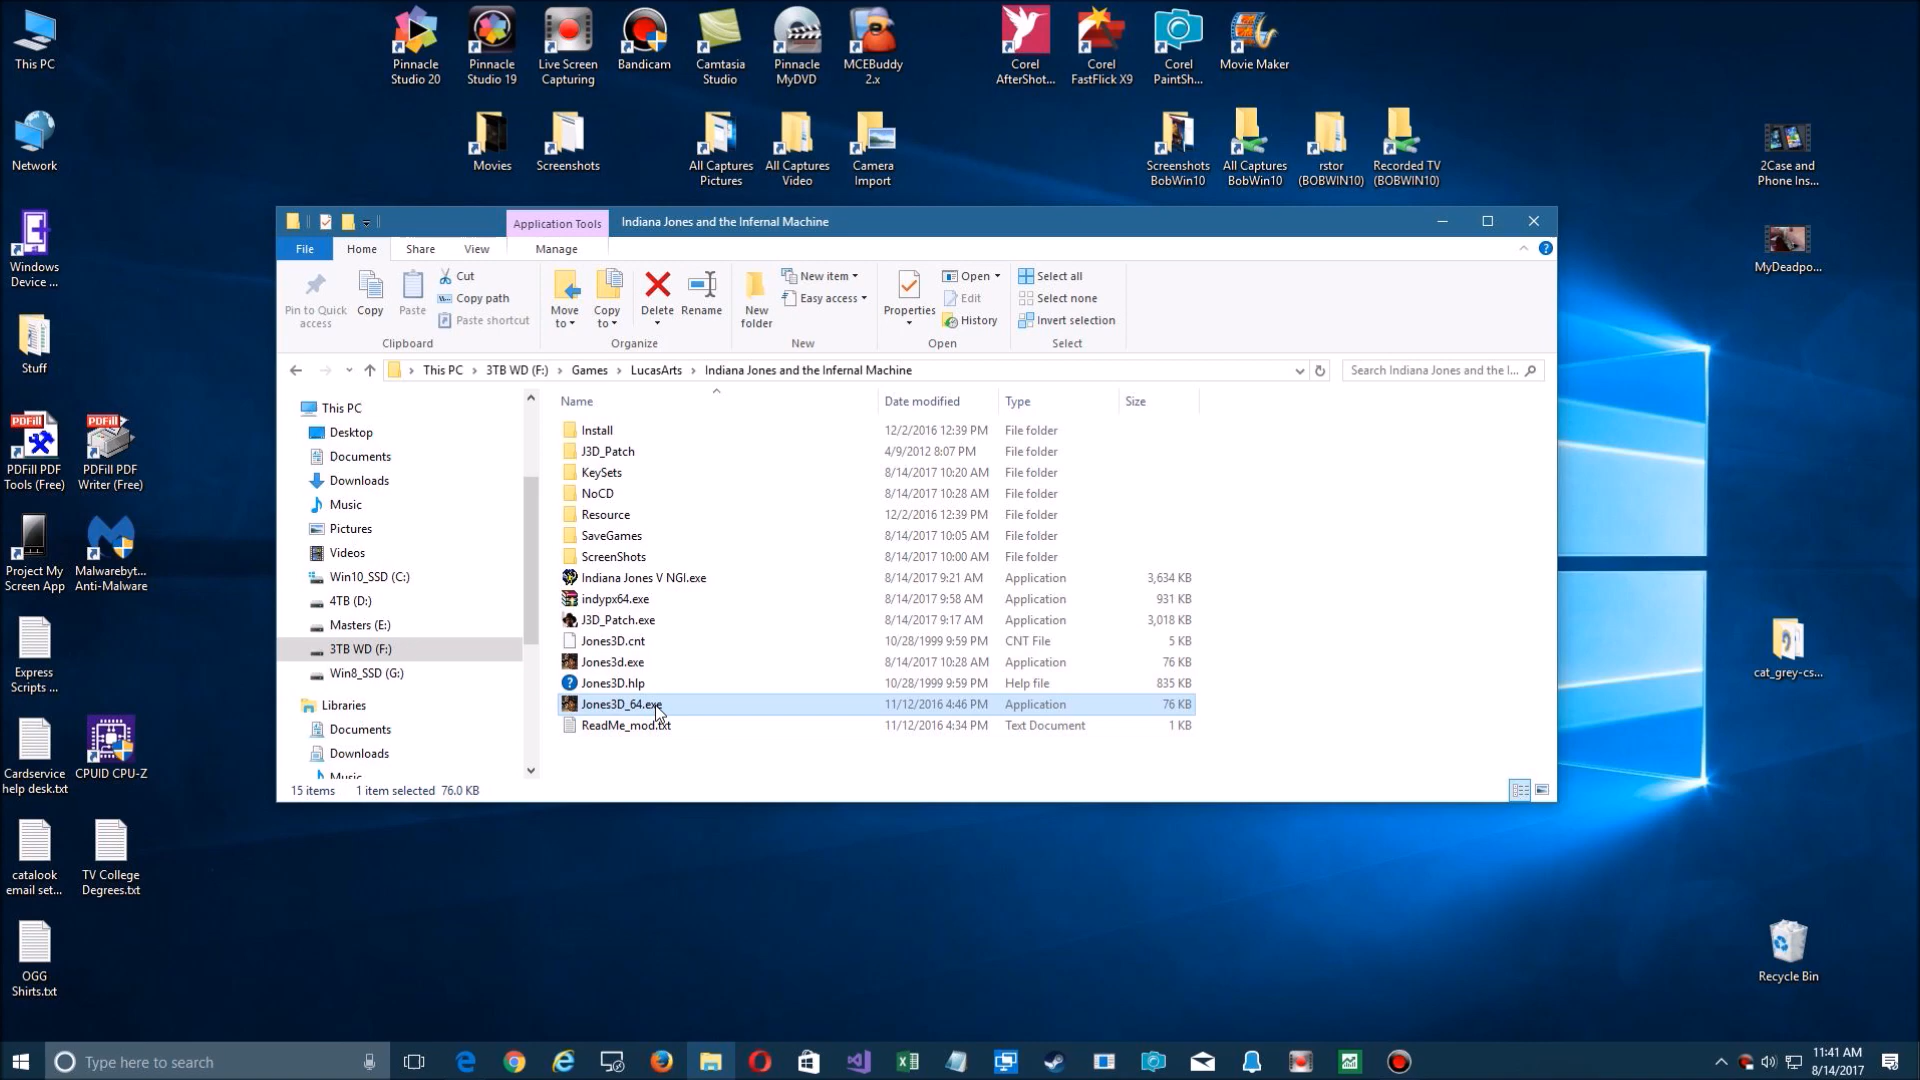 This PC
Pinnacle
Studio 20
Pinnacle
Studio 19
Live Screen
Capturing
Bandicam
Camtasia
Studio
Pinnacle
MyDVD
MCEBuddy
2.x
Corel
AfterShot...
Corel
FastFlick X9
Corel
PaintSh...
Movie Maker
Network
Movies
Screenshots
All Captures
Pictures
All Captures
Video
Camera
Import
Screenshots
BobWin10
All Captures
BobWin10
rstor
(BOBWIN10)
Recorded TV
(BOBWIN10)
2Case and
Phone Ins...
MyDeadpo...
Windows
Device ...
Stuff
PDFill PDF
Tools (Free)
PDFill PDF
Writer (Free)
Project My
Screen App
Malwarebyt...
Anti-Malware
Express
Scripts ...
Cardservice
help desk.txt
CPUID CPU-Z
catalook
email set...
TV College
Degrees.txt
OGG
Shirts.txt
cat_grey-cs...
Recycle Bin
Application Tools
Indiana Jones and the Infernal Machine
File
Home
Share
View
Manage
Pin to Quick
access
Copy
Paste
Cut
Copy path
Paste shortcut
Clipboard
Move
to
Copy
to
Delete
Rename
Organize
New
folder
New item
Easy access
New
Properties
Open
Edit
History
Open
Select all
Select none
Invert selection
Select
This PC > 3TB WD (F:) > Games > LucasArts > Indiana Jones and the Infernal Machine
Search Indiana Jones and the I...
This PC
Desktop
Documents
Downloads
Music
Pictures
Videos
Win10_SSD (C:)
4TB (D:)
Masters (E:)
3TB WD (F:)
Win8_SSD (G:)
Libraries
Documents
Downloads
Music
Name Date modified Type Size
Install 12/2/2016 12:39 PM File folder
J3D_Patch 4/9/2012 8:07 PM File folder
KeySets 8/14/2017 10:20 AM File folder
NoCD 8/14/2017 10:28 AM File folder
Resource 12/2/2016 12:39 PM File folder
SaveGames 8/14/2017 10:05 AM File folder
ScreenShots 8/14/2017 10:00 AM File folder
Indiana Jones V NGI.exe 8/14/2017 9:21 AM Application 3,634 KB
indypx64.exe 8/14/2017 9:58 AM Application 931 KB
J3D_Patch.exe 8/14/2017 9:17 AM Application 3,018 KB
Jones3D.cnt 10/28/1999 9:59 PM CNT File 5 KB
Jones3d.exe 8/14/2017 10:28 AM Application 76 KB
Jones3D.hlp 10/28/1999 9:59 PM Help file 835 KB
Jones3D_64.exe 11/12/2016 4:46 PM Application 76 KB
ReadMe_mod.txt 11/12/2016 4:34 PM Text Document 1 KB
15 items 1 item selected 76.0 KB
Type here to search
11:41 AM
8/14/2017